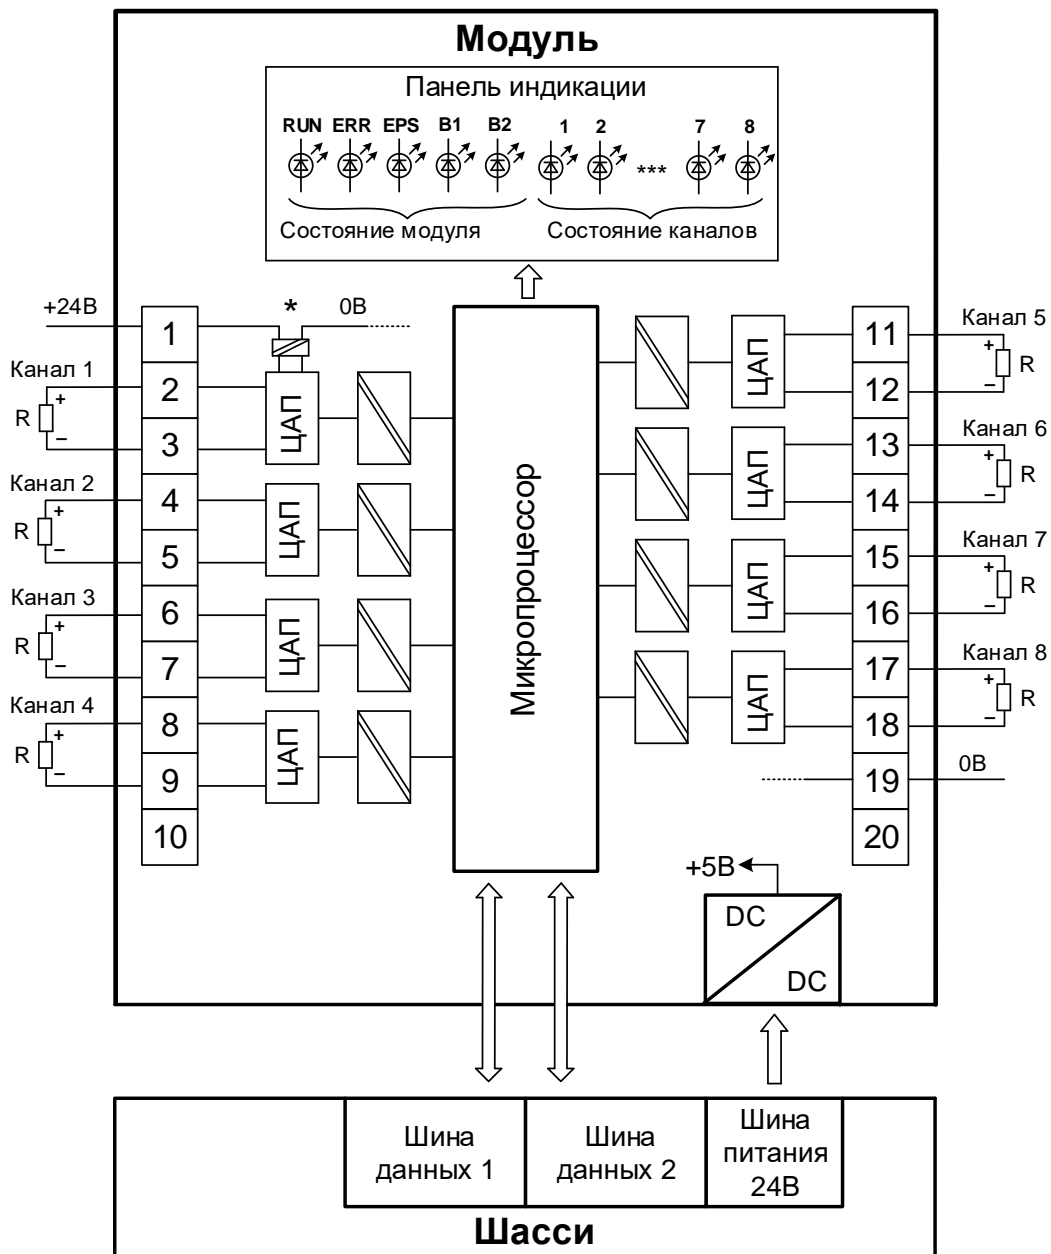 Модуль
Панель индикации
RUN ERR EPS B1 B2 1 2 *** 7 8
Состояние модуля Состояние каналов
+24В * 0В
Канал 1
R + −
Канал 2
R + −
Канал 3
R + −
Канал 4
R + −
1
2
3
4
5
6
7
8
9
10
ЦАП
ЦАП
ЦАП
ЦАП
Микропроцессор
ЦАП
ЦАП
ЦАП
ЦАП
11
12
13
14
15
16
17
18
19
20
Канал 5
+ − R
Канал 6
+ − R
Канал 7
+ − R
Канал 8
+ − R
0В
+5В
DC
DC
Шина данных 1
Шина данных 2
Шина питания 24В
Шасси